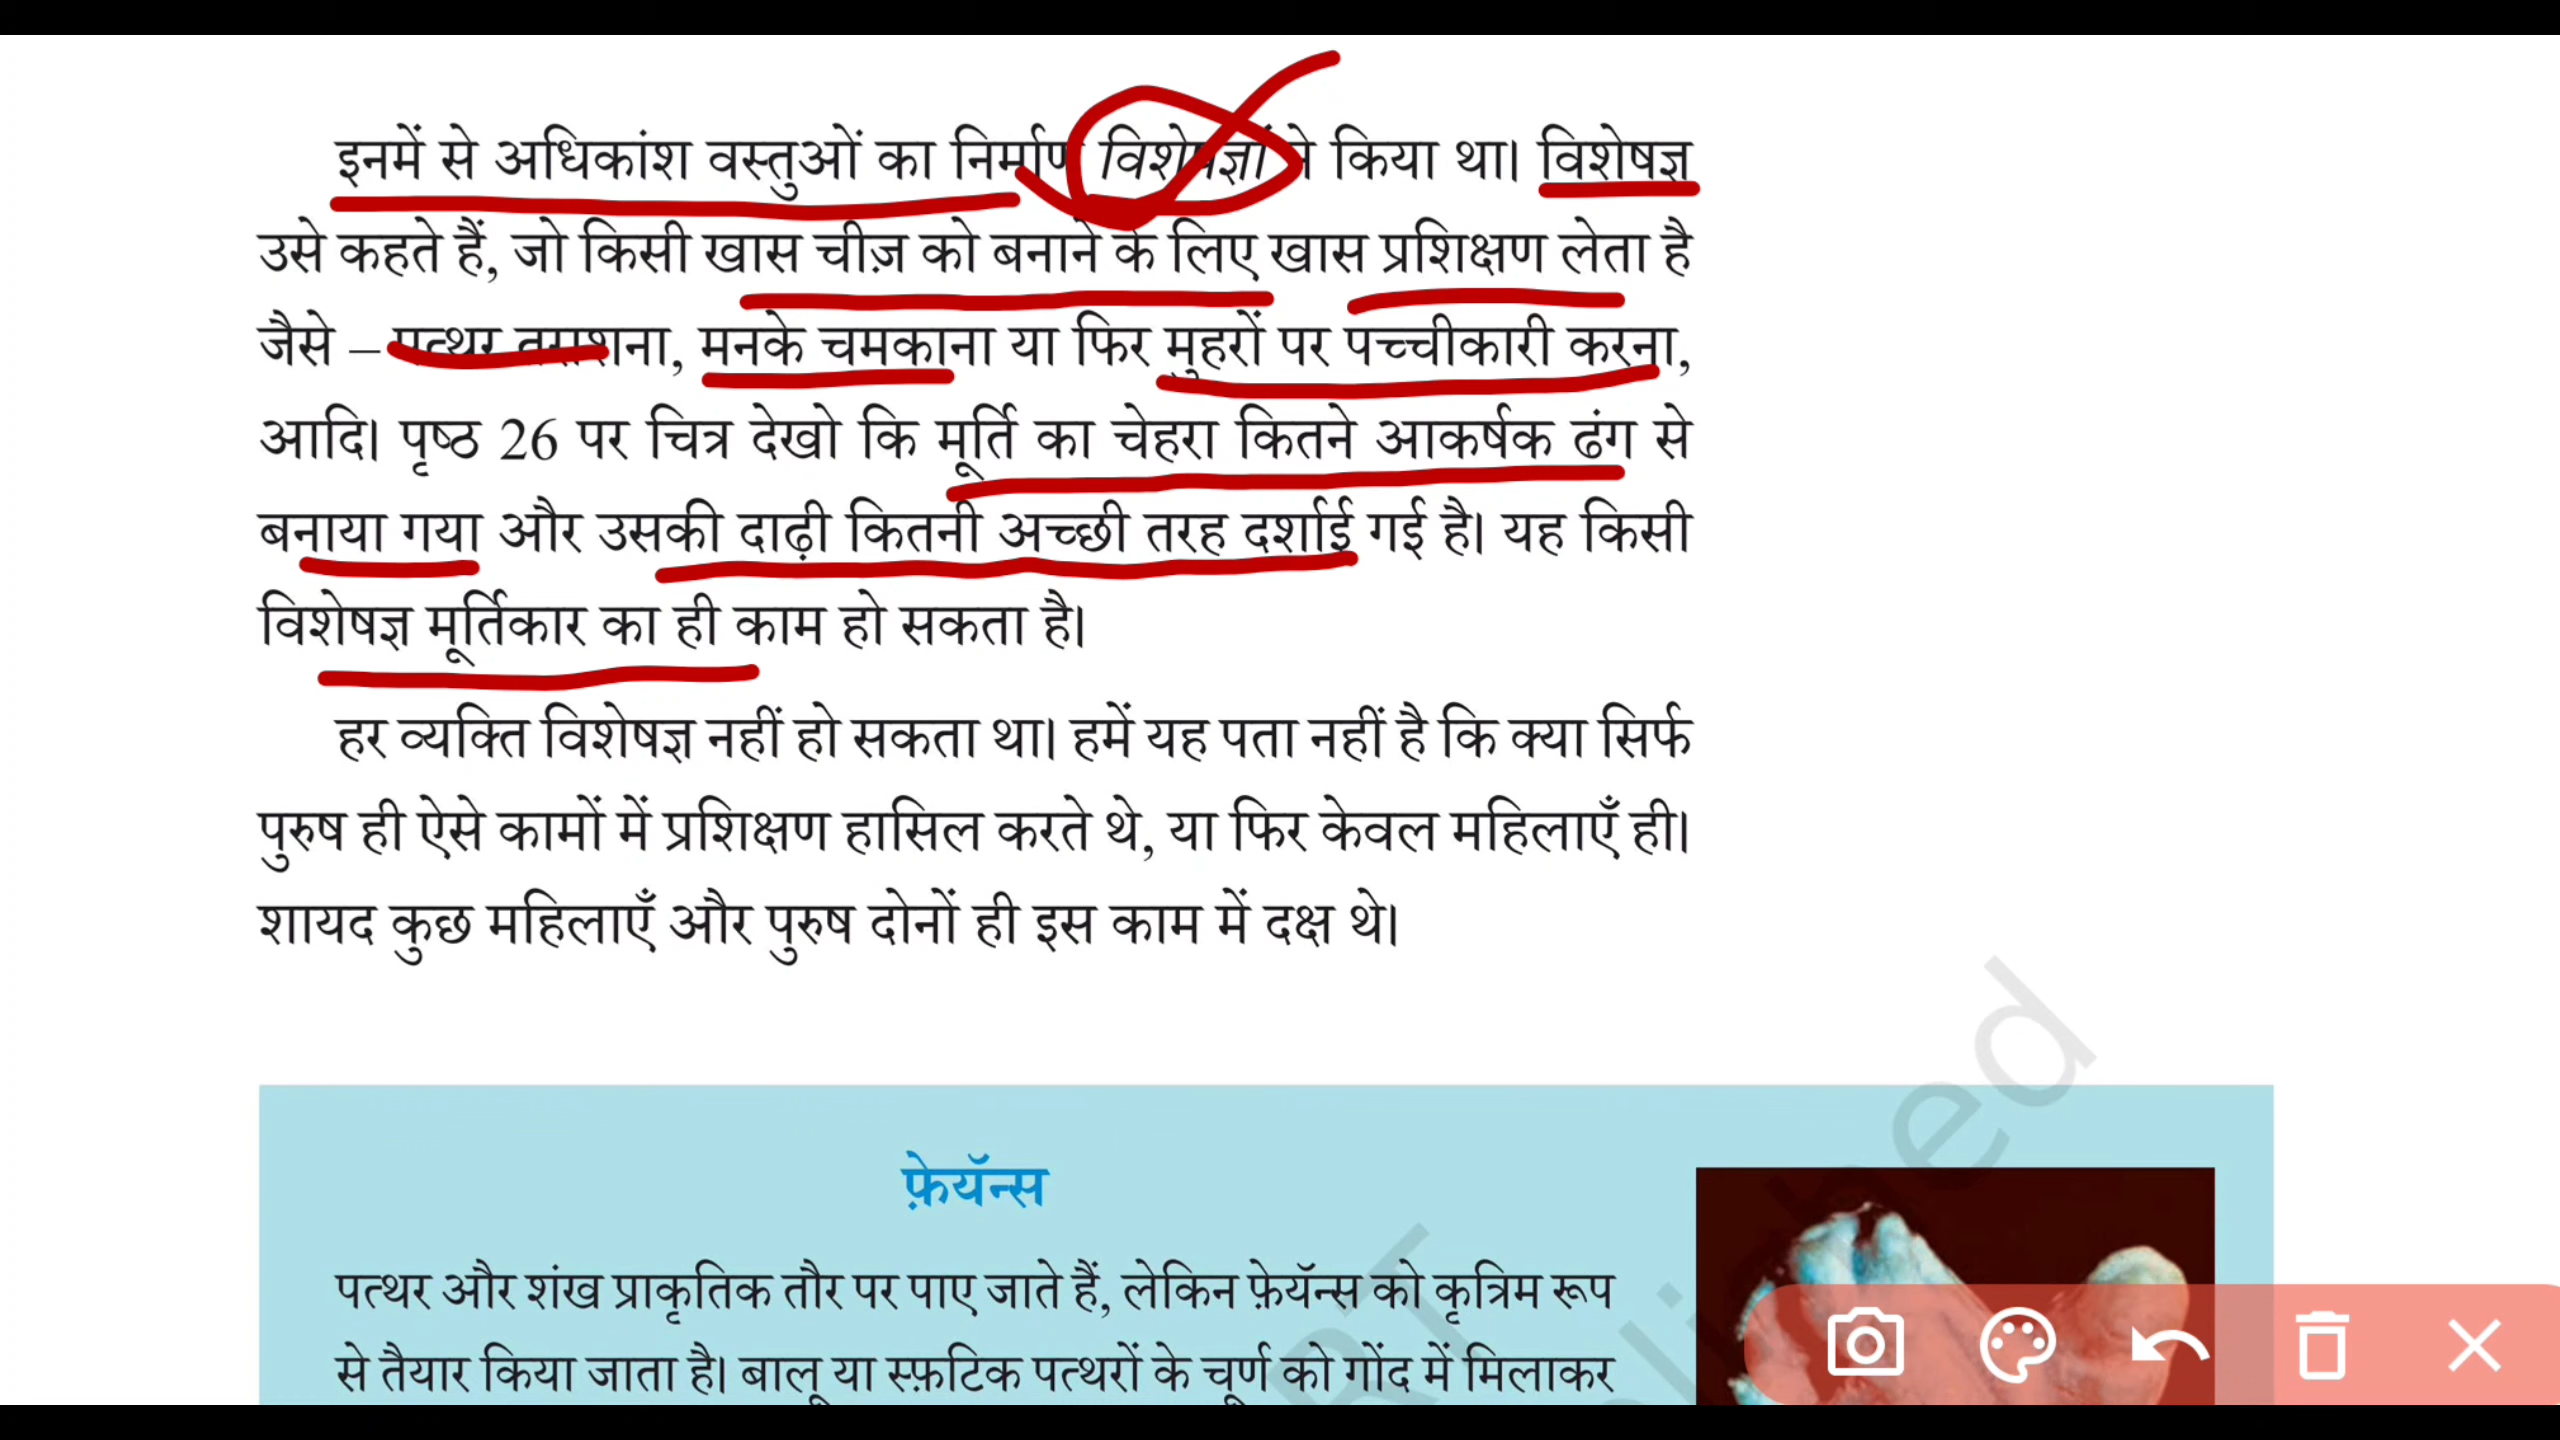 इनमें से अधिकांश वस्तुओं का निर्माण विशेषज्ञों ने किया था। विशेषज्ञ
उसे कहते हैं, जो किसी खास चीज़ को बनाने के लिए खास प्रशिक्षण लेता है
जैसे – पत्थर तराशना, मनके चमकाना या फिर मुहरों पर पच्चीकारी करना,
आदि। पृष्ठ 26 पर चित्र देखो कि मूर्ति का चेहरा कितने आकर्षक ढंग से
बनाया गया और उसकी दाढ़ी कितनी अच्छी तरह दर्शाई गई है। यह किसी
विशेषज्ञ मूर्तिकार का ही काम हो सकता है।
हर व्यक्ति विशेषज्ञ नहीं हो सकता था। हमें यह पता नहीं है कि क्या सिर्फ
पुरुष ही ऐसे कामों में प्रशिक्षण हासिल करते थे, या फिर केवल महिलाएँ ही।
शायद कुछ महिलाएँ और पुरुष दोनों ही इस काम में दक्ष थे।
फ़ेयॅन्स
पत्थर और शंख प्राकृतिक तौर पर पाए जाते हैं, लेकिन फ़ेयॅन्स को कृत्रिम रूप
से तैयार किया जाता है। बालू या स्फ़टिक पत्थरों के चूर्ण को गोंद में मिलाकर